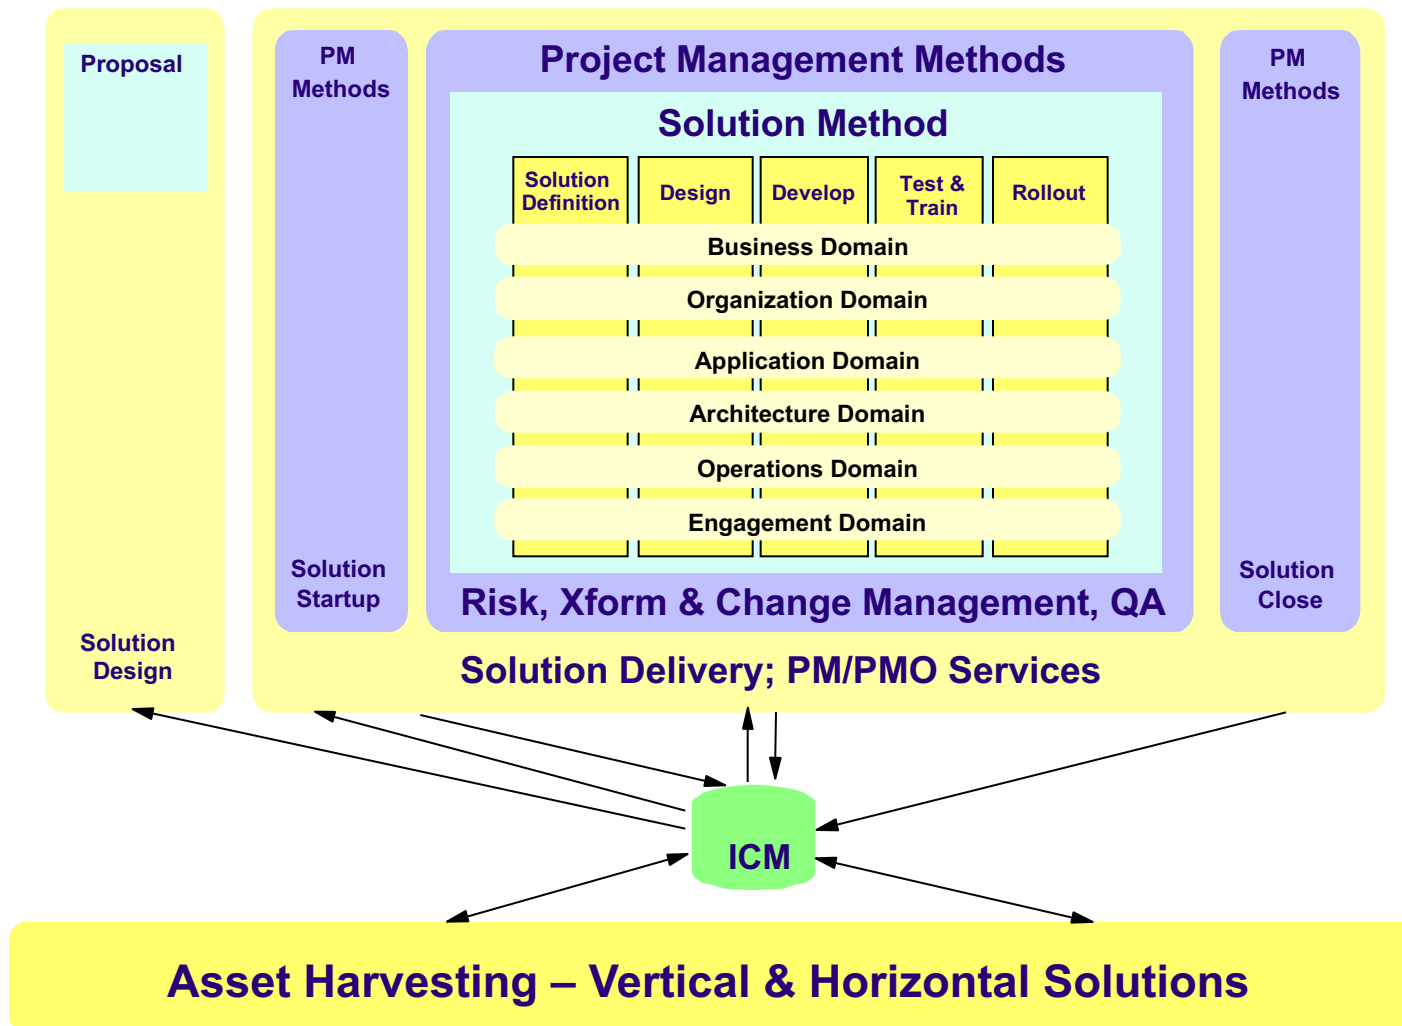 Proposal
Solution
Design
PM
Methods
Solution
Startup
Project Management Methods
Solution Method
Solution
Definition
Design
Develop
Test &
Train
Rollout
Business Domain
Organization Domain
Application Domain
Architecture Domain
Operations Domain
Engagement Domain
Risk, Xform & Change Management, QA
PM
Methods
Solution
Close
Solution Delivery; PM/PMO Services
ICM
Asset Harvesting – Vertical & Horizontal Solutions